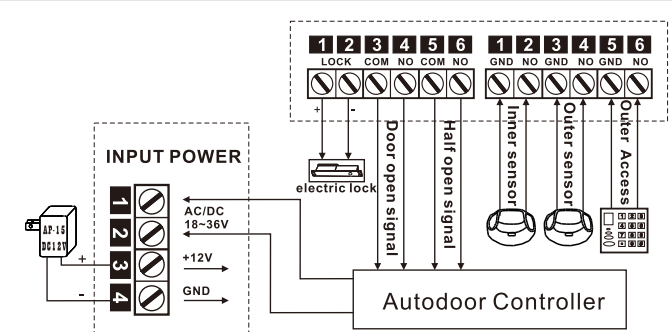 1 2 3 4 5 6
LOCK COM NO COM NO
1 2 3 4 5 6
GND NO GND NO GND NO
+ -
electric lock
Door open signal
Half open signal
Inner sensor
Outer sensor
Outer Access
INPUT POWER
1
2
3
4
AC/DC
18~36V
+12V
GND
AP-15
DC12V
+
-
Autodoor Controller